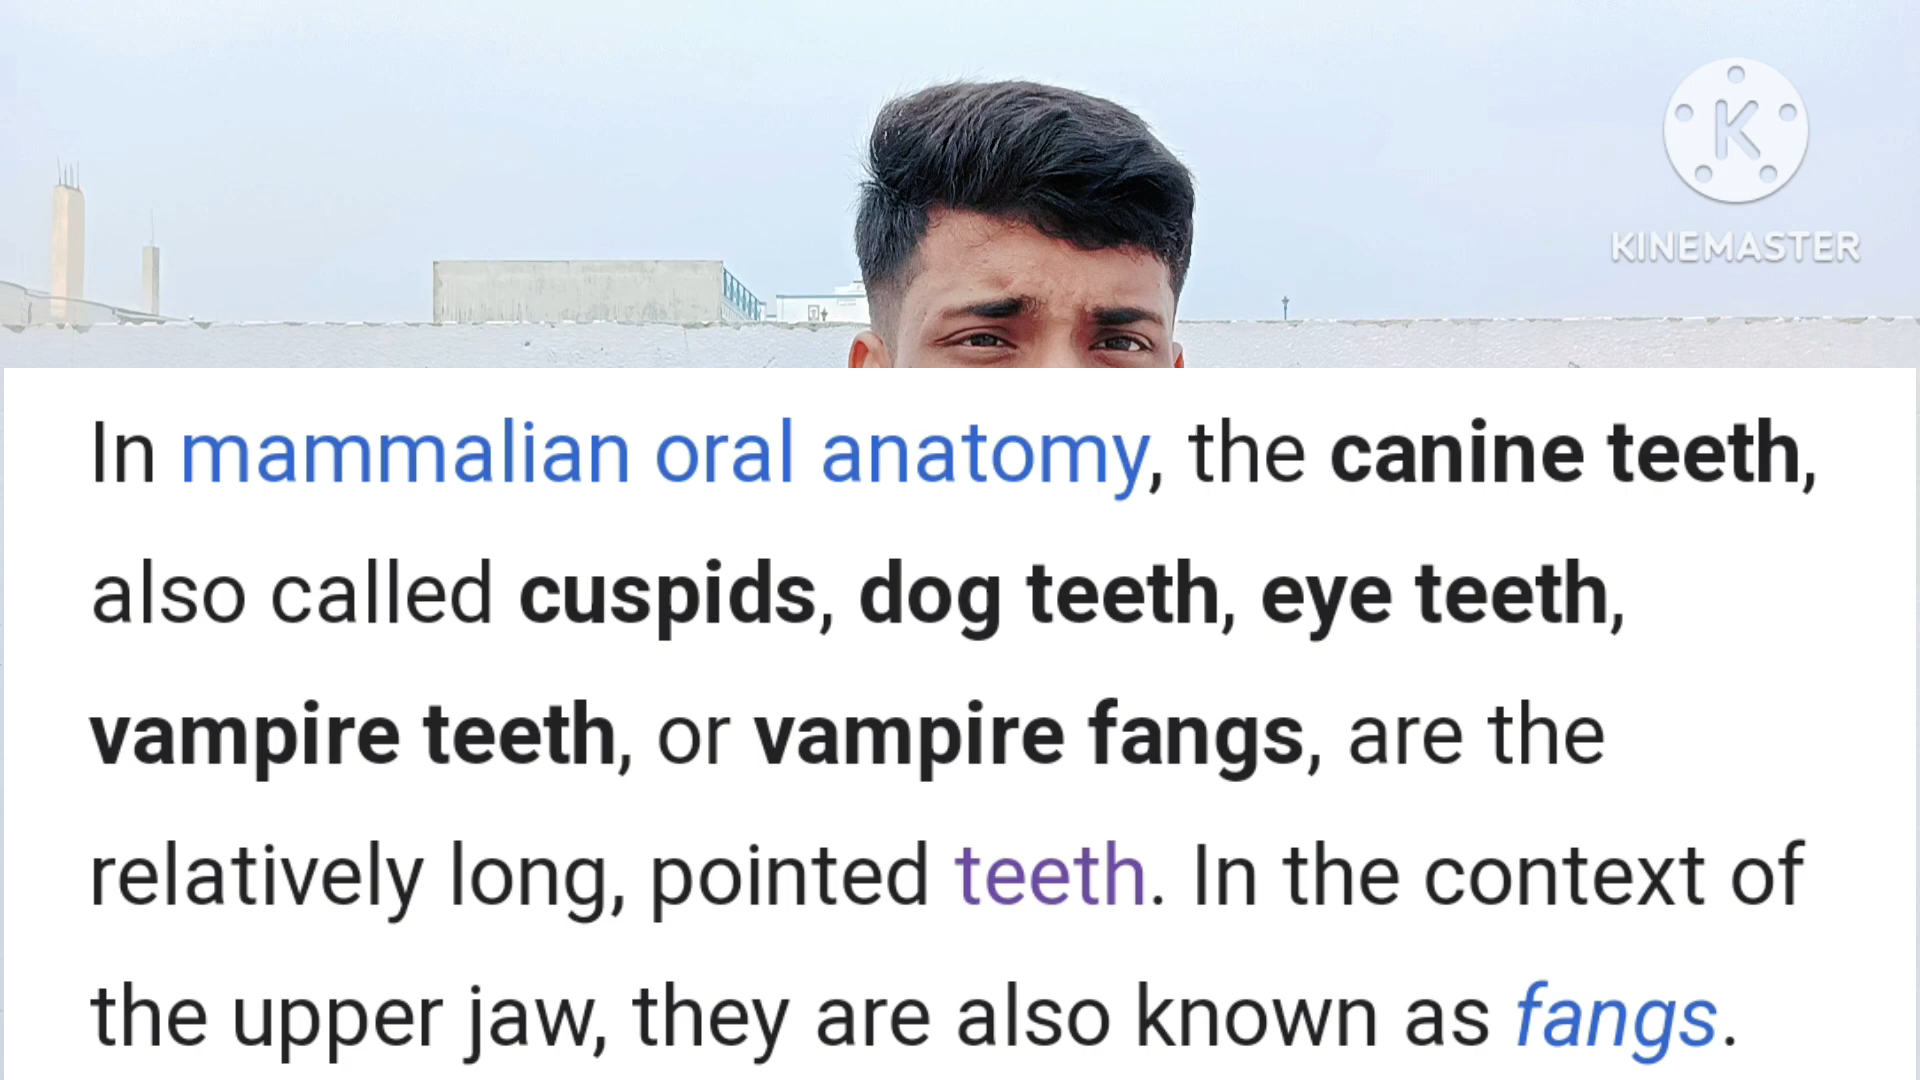 K
KINEMASTER
In mammalian oral anatomy, the canine teeth,
also called cuspids, dog teeth, eye teeth,
vampire teeth, or vampire fangs, are the
relatively long, pointed teeth. In the context of
the upper jaw, they are also known as fangs.